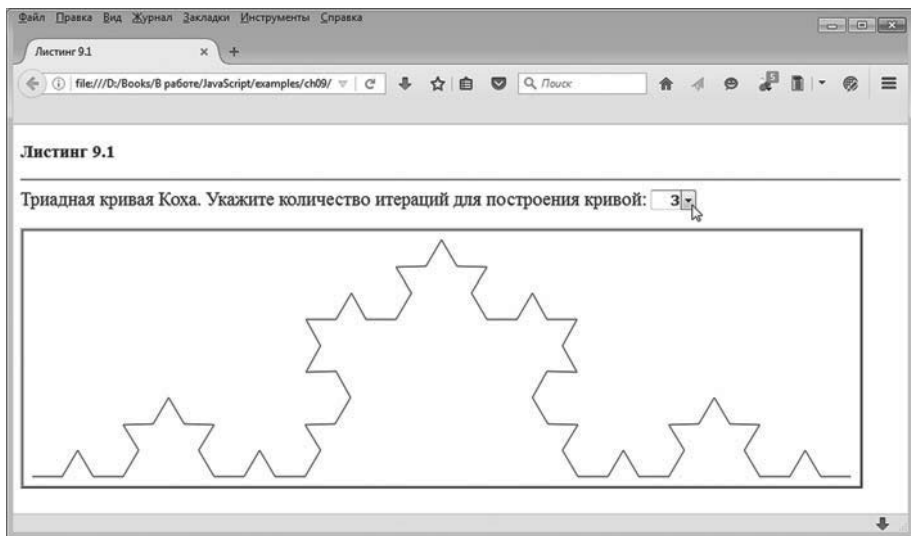 Файл Правка Вид Журнал Закладки Инструменты Справка
Листинг 9.1 × +
file:///D:/Books/В работе/JavaScript/examples/ch09/ Поиск 5
Листинг 9.1
Триадная кривая Коха. Укажите количество итераций для построения кривой: 3